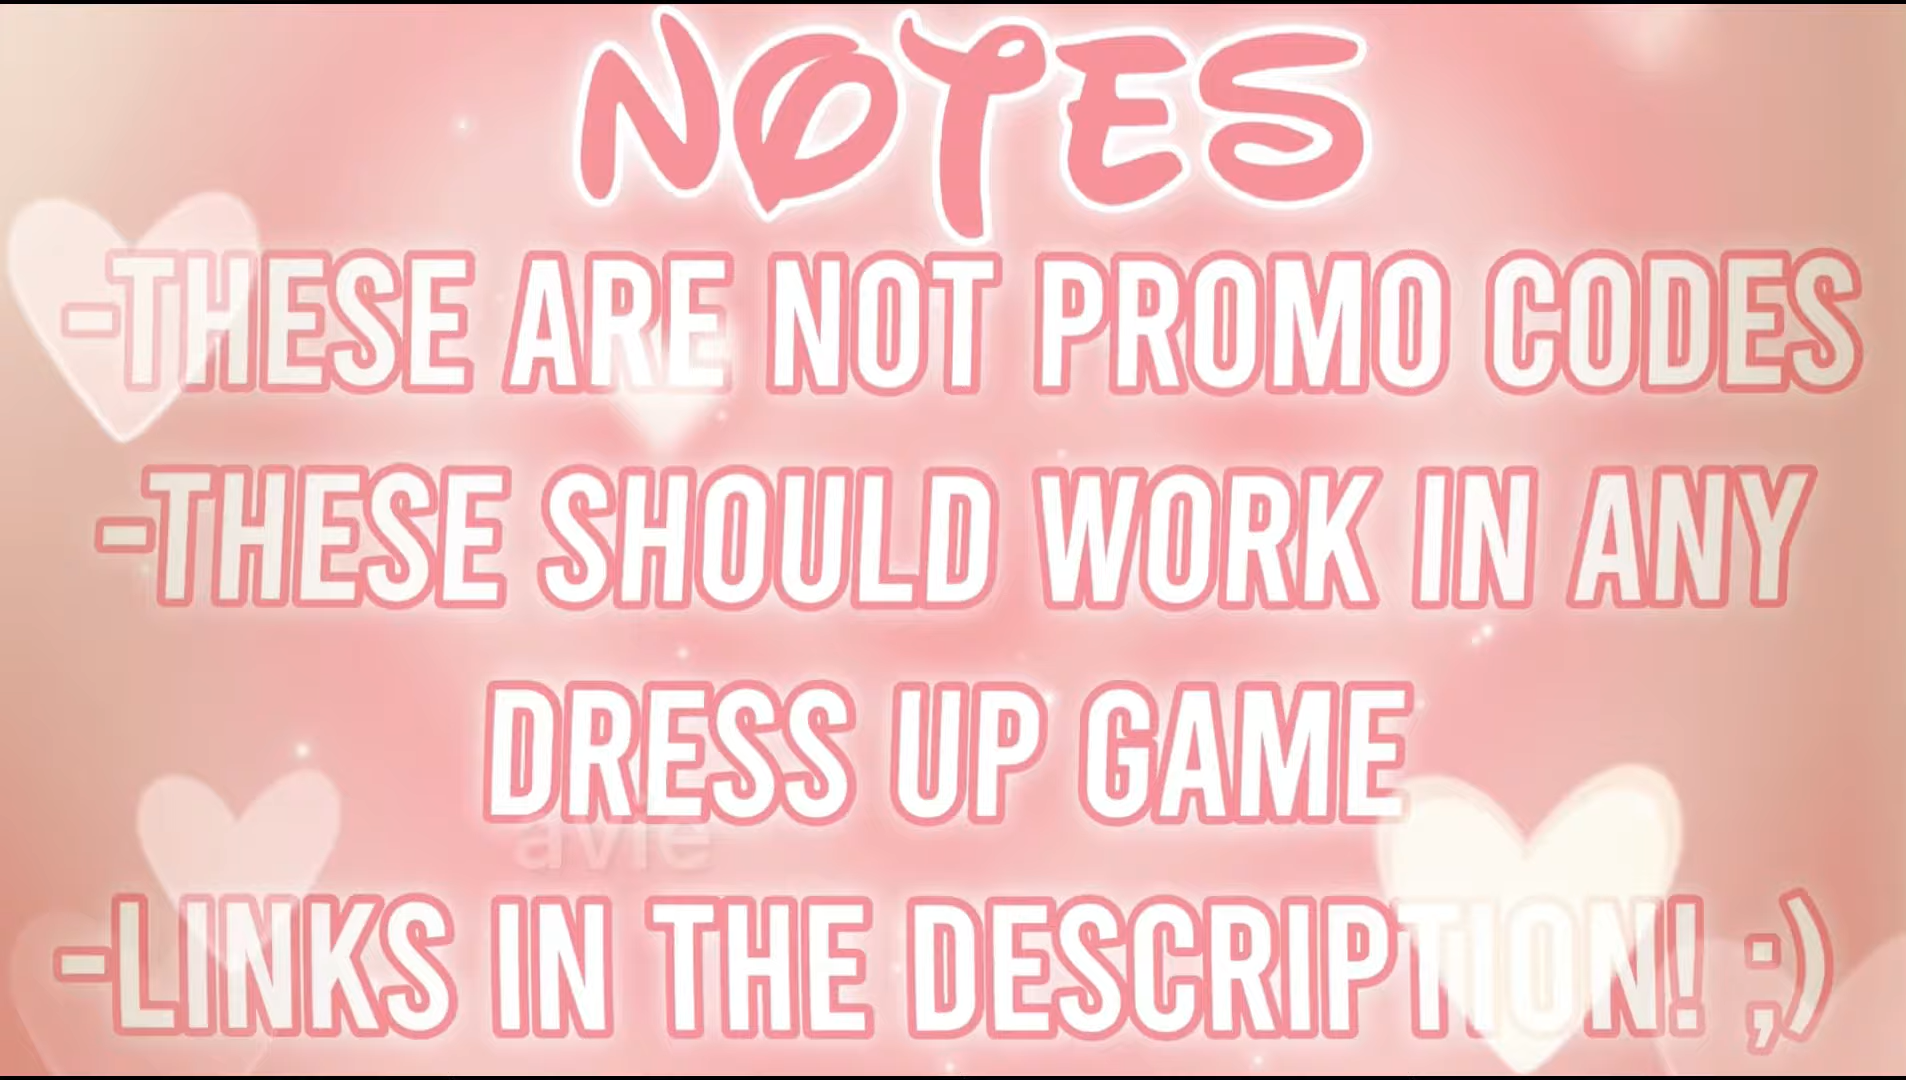 NOTES
-THESE ARE NOT PROMO CODES
-THESE SHOULD WORK IN ANY
DRESS UP GAME
avie
-LINKS IN THE DESCRIPTION! ;)